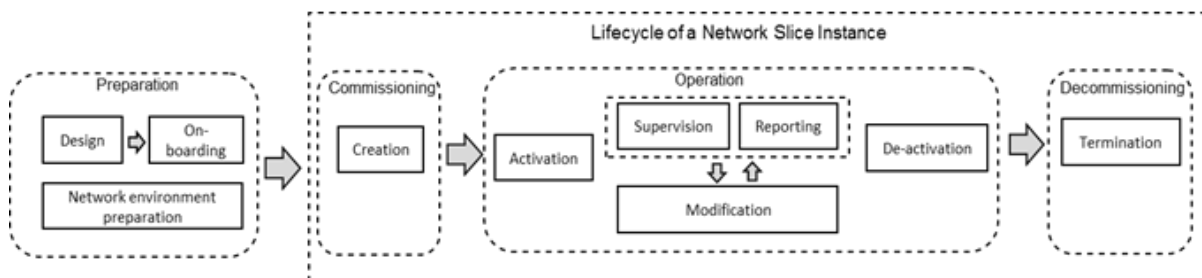 Lifecycle of a Network Slice Instance
Preparation
Design
On-
boarding
Network environment
preparation
Commissioning
Creation
Operation
Activation
Supervision
Reporting
Modification
De-activation
Decommissioning
Termination